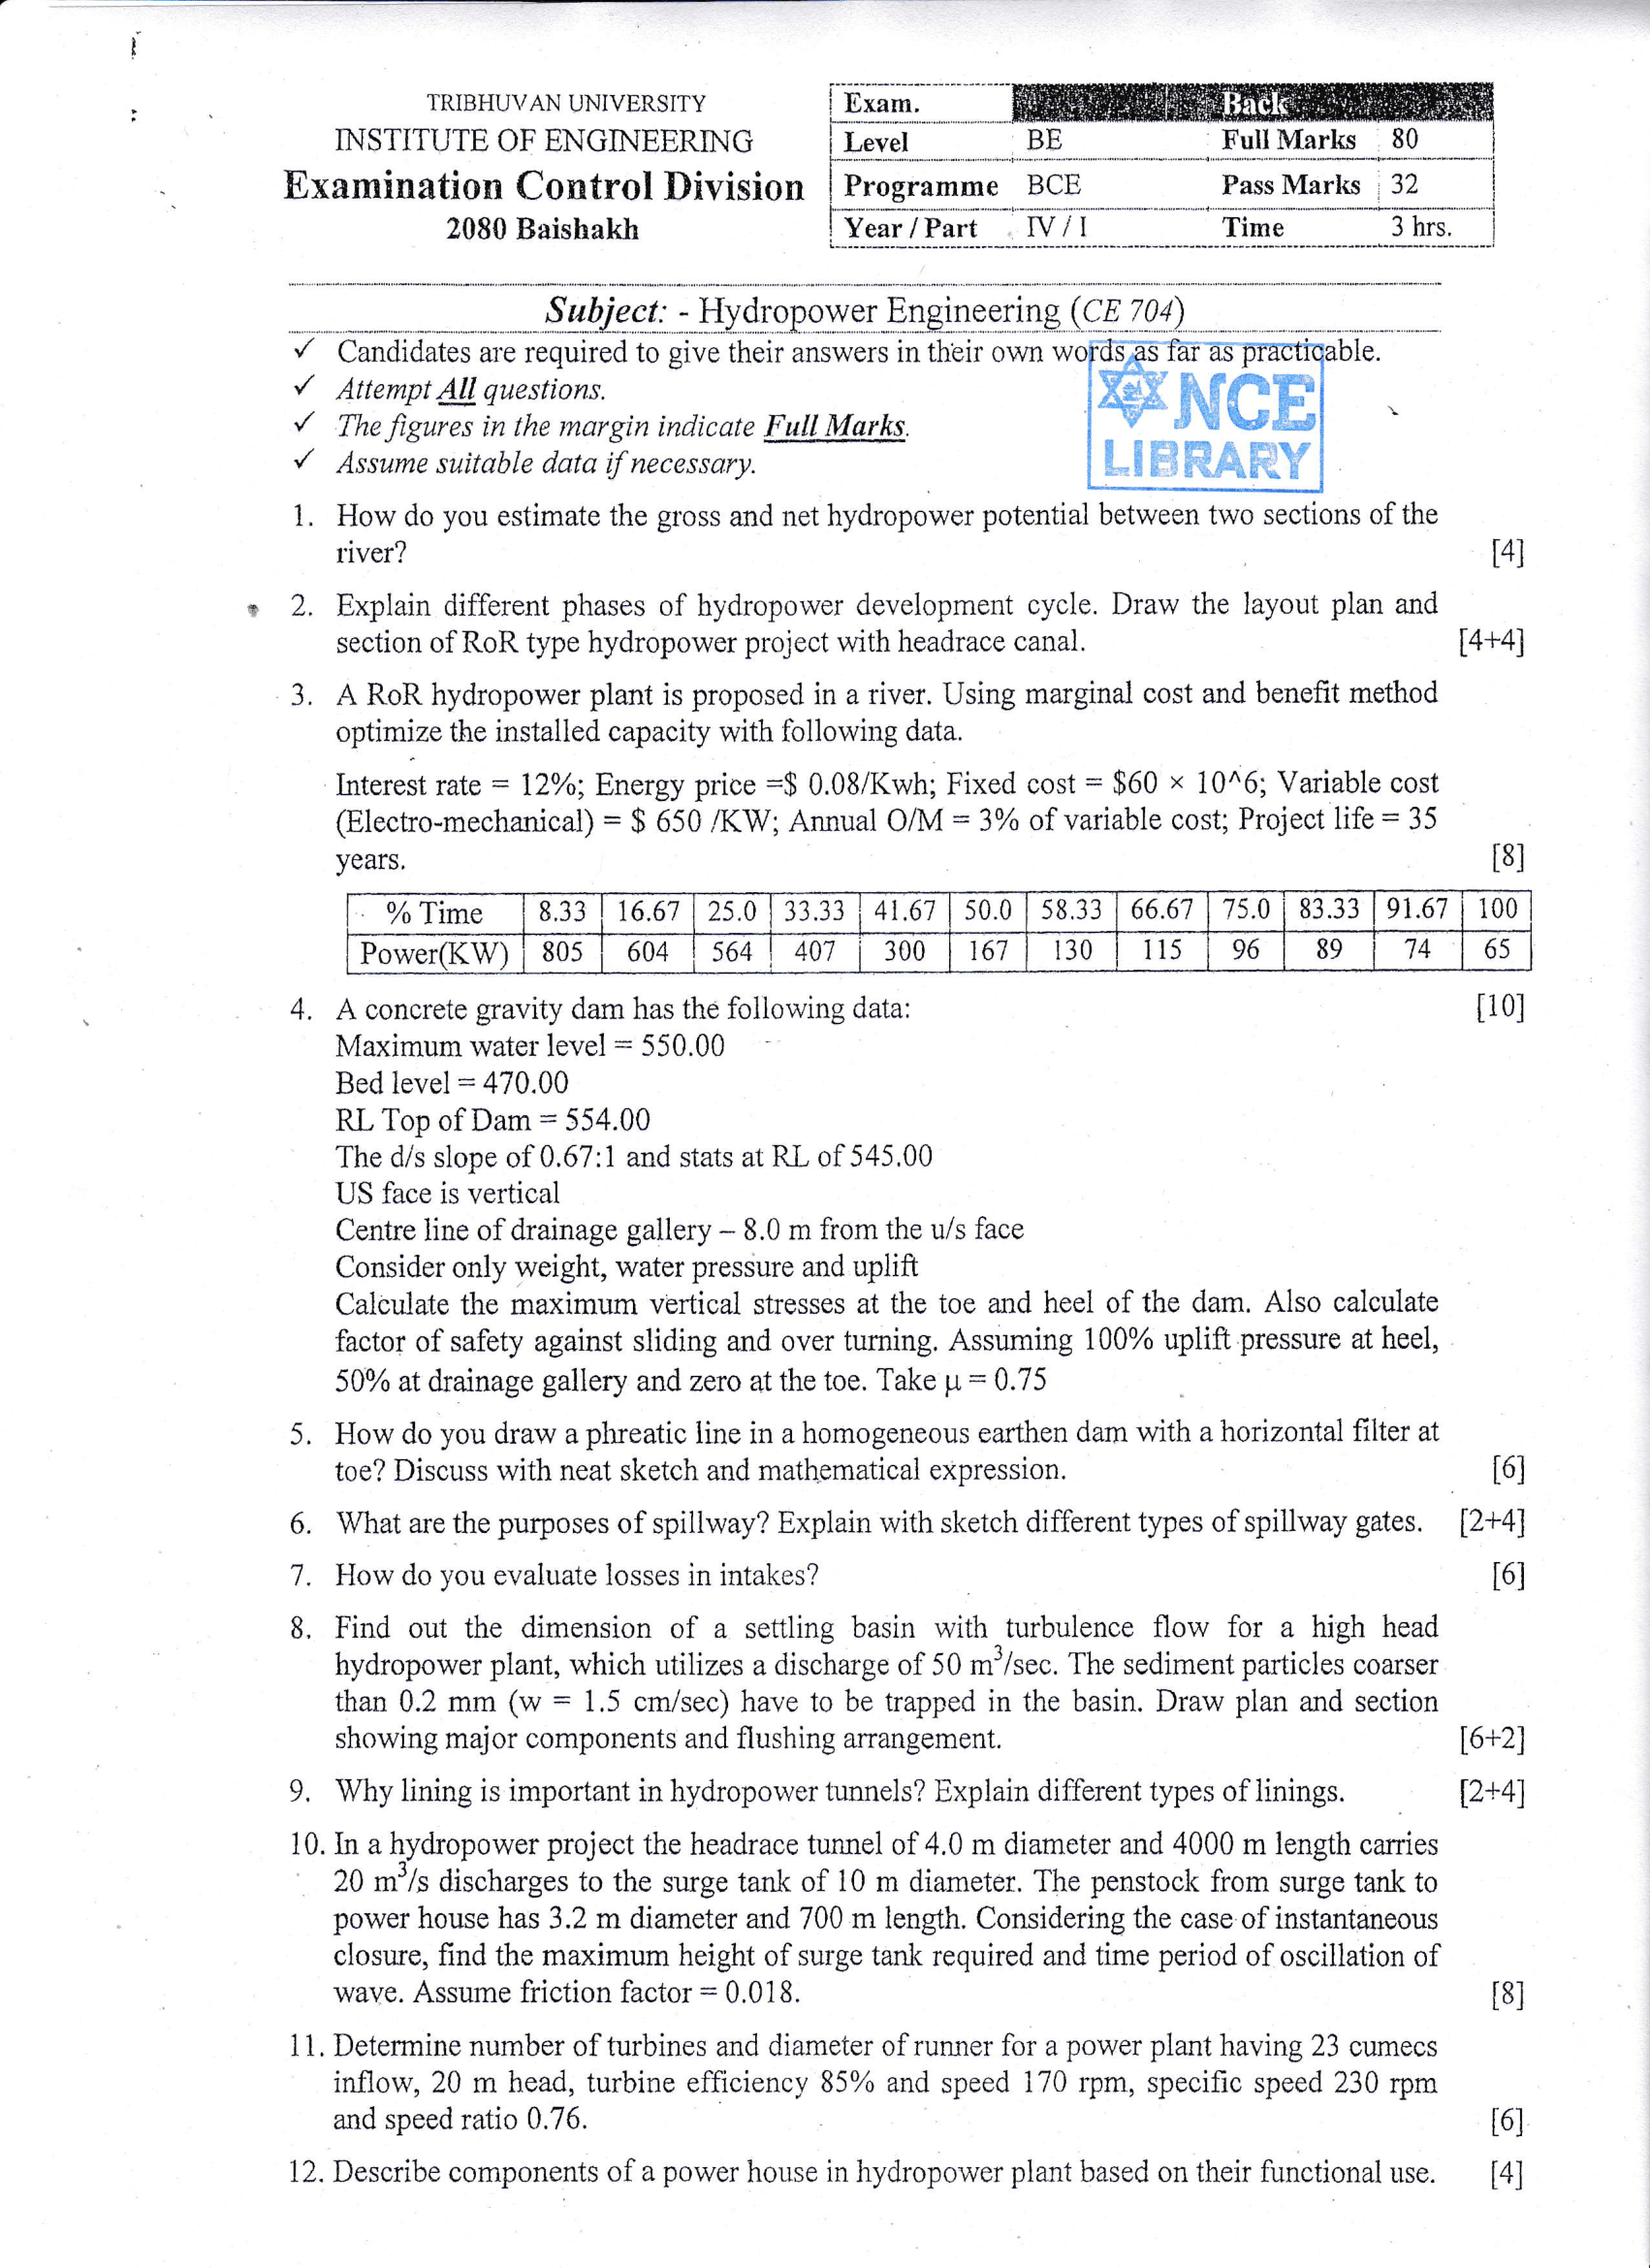 TRIBHUVAN UNIVERSITY
INSTITUTE OF ENGINEERING
Examination Control Division
2080 Baishakh
Exam. Back
Level BE Full Marks 80
Programme BCE Pass Marks 32
Year / Part IV / I Time 3 hrs.
Subject: - Hydropower Engineering (CE 704)
✓ Candidates are required to give their answers in their own words as far as practicable.
✓ Attempt All questions.
✓ The figures in the margin indicate Full Marks.
✓ Assume suitable data if necessary.
NCE
LIBRARY
1. How do you estimate the gross and net hydropower potential between two sections of the
river? [4]
2. Explain different phases of hydropower development cycle. Draw the layout plan and
section of RoR type hydropower project with headrace canal. [4+4]
3. A RoR hydropower plant is proposed in a river. Using marginal cost and benefit method
optimize the installed capacity with following data.
Interest rate = 12%; Energy price =$ 0.08/Kwh; Fixed cost = $60 × 10^6; Variable cost
(Electro-mechanical) = $ 650 /KW; Annual O/M = 3% of variable cost; Project life = 35
years. [8]
% Time 8.33 16.67 25.0 33.33 41.67 50.0 58.33 66.67 75.0 83.33 91.67 100
Power(KW) 805 604 564 407 300 167 130 115 96 89 74 65
4. A concrete gravity dam has the following data: [10]
Maximum water level = 550.00
Bed level = 470.00
RL Top of Dam = 554.00
The d/s slope of 0.67:1 and stats at RL of 545.00
US face is vertical
Centre line of drainage gallery – 8.0 m from the u/s face
Consider only weight, water pressure and uplift
Calculate the maximum vertical stresses at the toe and heel of the dam. Also calculate
factor of safety against sliding and over turning. Assuming 100% uplift pressure at heel,
50% at drainage gallery and zero at the toe. Take μ = 0.75
5. How do you draw a phreatic line in a homogeneous earthen dam with a horizontal filter at
toe? Discuss with neat sketch and mathematical expression. [6]
6. What are the purposes of spillway? Explain with sketch different types of spillway gates. [2+4]
7. How do you evaluate losses in intakes? [6]
8. Find out the dimension of a settling basin with turbulence flow for a high head
hydropower plant, which utilizes a discharge of 50 m³/sec. The sediment particles coarser
than 0.2 mm (w = 1.5 cm/sec) have to be trapped in the basin. Draw plan and section
showing major components and flushing arrangement. [6+2]
9. Why lining is important in hydropower tunnels? Explain different types of linings. [2+4]
10. In a hydropower project the headrace tunnel of 4.0 m diameter and 4000 m length carries
20 m³/s discharges to the surge tank of 10 m diameter. The penstock from surge tank to
power house has 3.2 m diameter and 700 m length. Considering the case of instantaneous
closure, find the maximum height of surge tank required and time period of oscillation of
wave. Assume friction factor = 0.018. [8]
11. Determine number of turbines and diameter of runner for a power plant having 23 cumecs
inflow, 20 m head, turbine efficiency 85% and speed 170 rpm, specific speed 230 rpm
and speed ratio 0.76. [6]
12. Describe components of a power house in hydropower plant based on their functional use. [4]